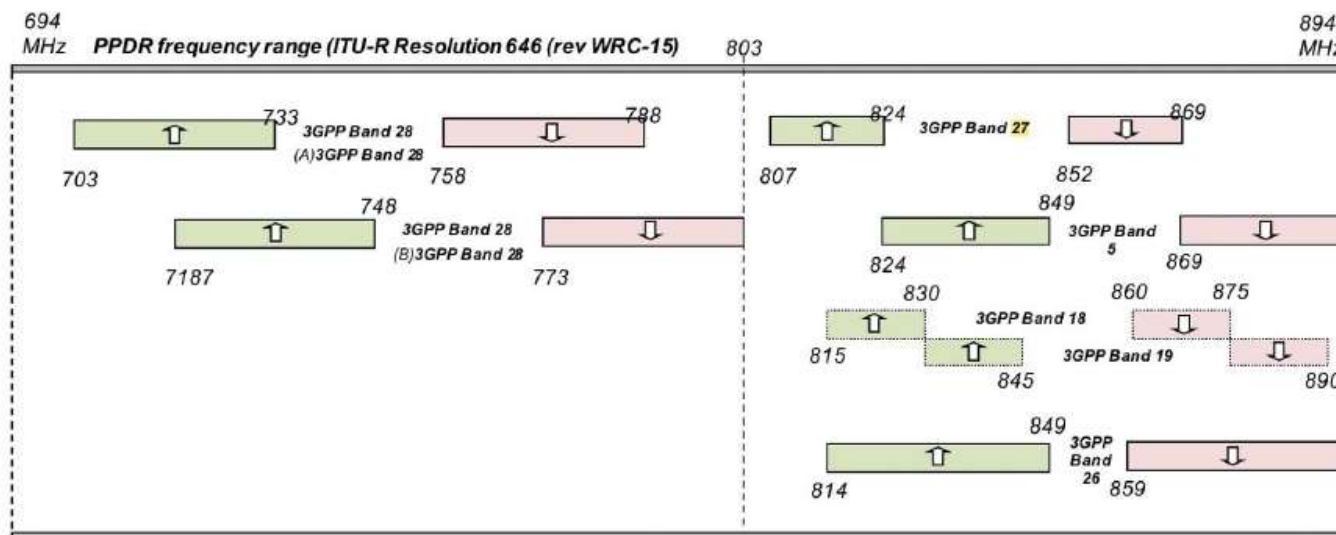 694
MHz
PPDR frequency range (ITU-R Resolution 646 (rev WRC-15)
803
894
MHz
733
3GPP Band 28
(A)3GPP Band 28
788
703
758
824
3GPP Band 27
869
807
852
748
3GPP Band 28
(B)3GPP Band 28
7187
773
849
3GPP Band
5
824
869
830
3GPP Band 18
860
875
815
3GPP Band 19
845
890
849
3GPP
Band
26
814
859